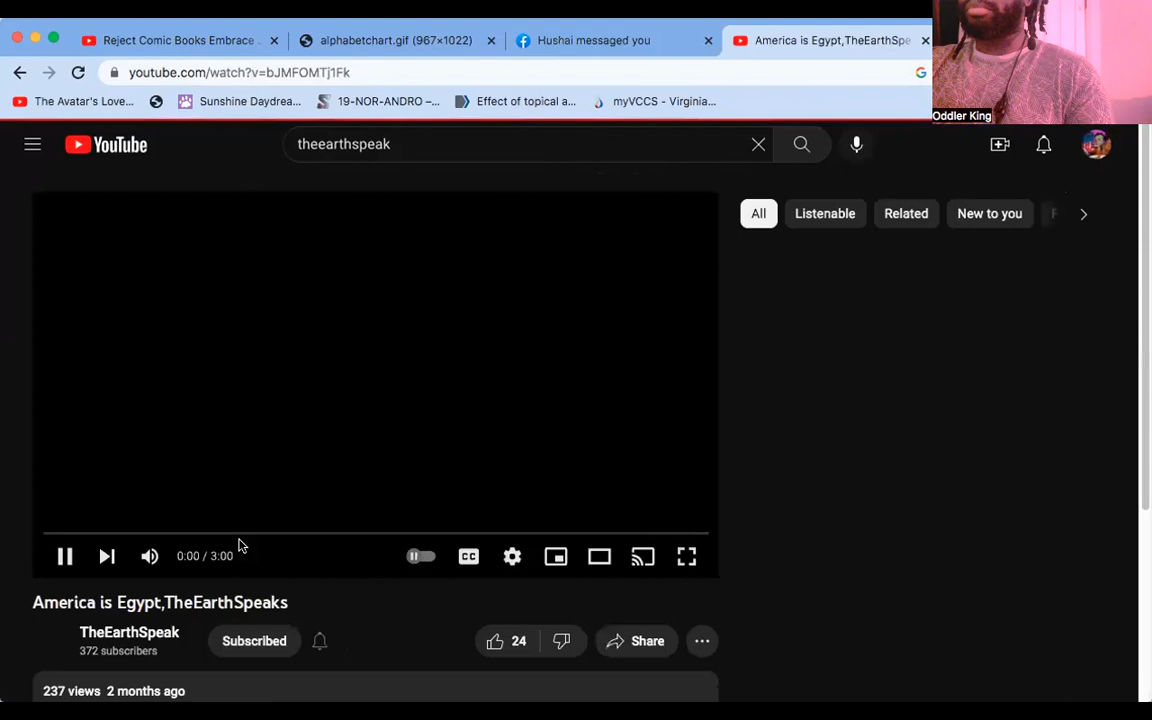 Reject Comic Books Embrace
alphabetchart.gif (967×1022)
Hushai messaged you
America is Egypt,TheEarthSpe
youtube.com/watch?v=bJMFOMTj1Fk
G
The Avatar's Love...
Sunshine Daydrea...
19-NOR-ANDRO –...
Effect of topical a...
myVCCS - Virginia...
Oddler King
YouTube
theearthspeak
All
Listenable
Related
New to you
0:00 / 3:00
CC
America is Egypt,TheEarthSpeaks
TheEarthSpeak
372 subscribers
Subscribed
24
Share
237 views 2 months ago